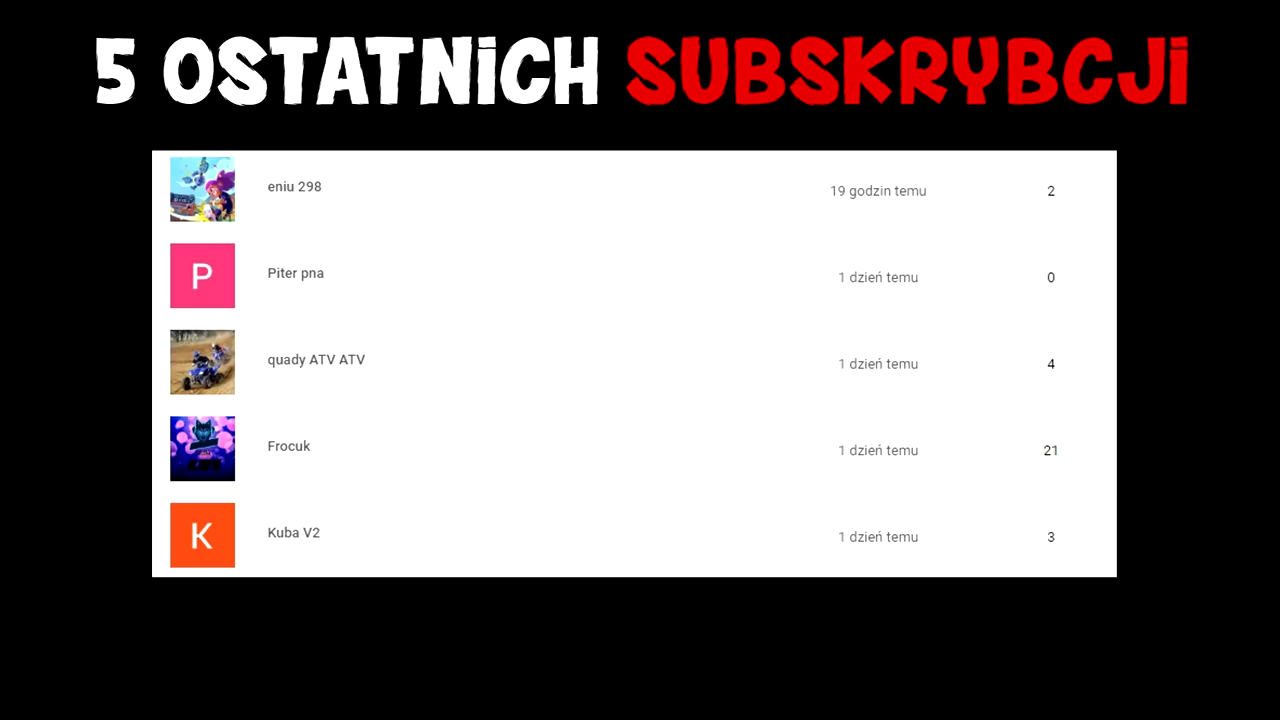 5 OSTATNiCH SUBSKRYBCJi
eniu 298 19 godzin temu 2
P Piter pna 1 dzień temu 0
quady ATV ATV 1 dzień temu 4
Frocuk 1 dzień temu 21
K Kuba V2 1 dzień temu 3